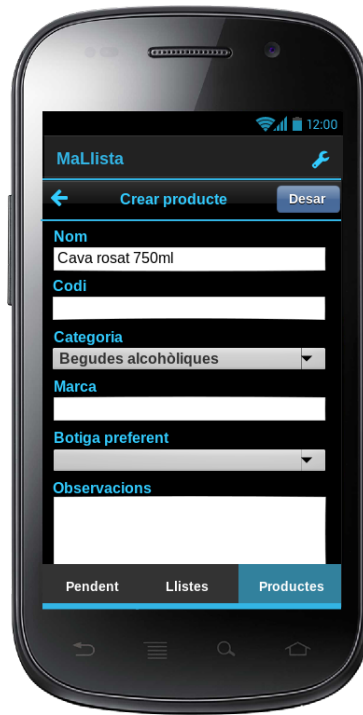 12:00
MaLlista
Crear producte
Desar
Nom
Cava rosat 750ml
Codi
Categoria
Begudes alcohòliques
Marca
Botiga preferent
Observacions
Pendent Llistes Productes